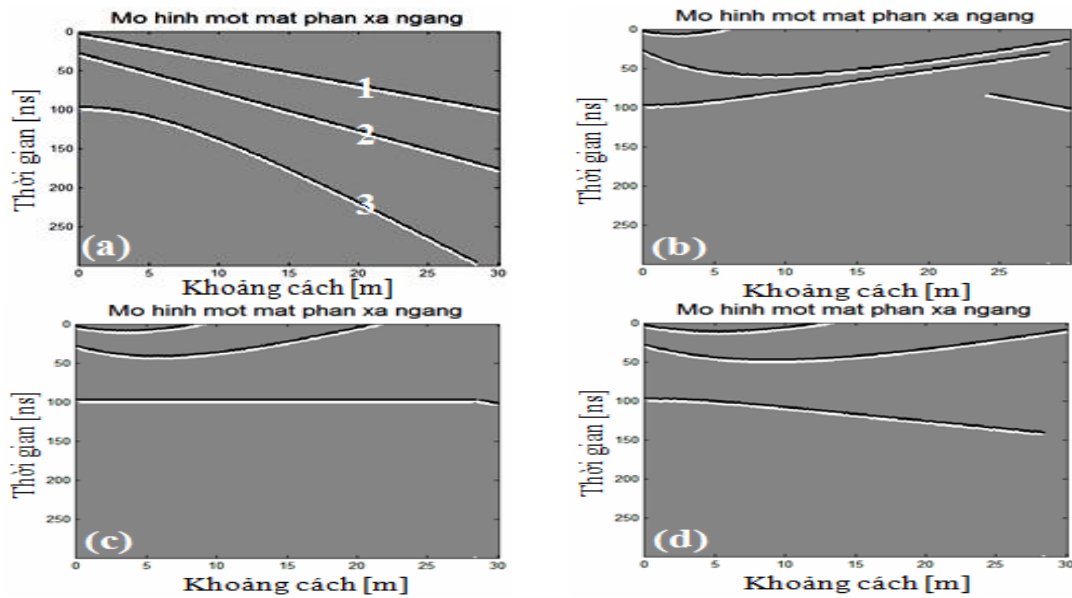 Mo hinh mot mat phan xa ngang
Thời gian [ns]
0
50
100
150
200
250
1
2
3
(a)
0 5 10 15 20 25 30
Khoảng cách [m]
Mo hinh mot mat phan xa ngang
Thời gian [ns]
0
50
100
150
200
250
(b)
0 5 10 15 20 25 30
Khoảng cách [m]
Mo hinh mot mat phan xa ngang
Thời gian [ns]
0
50
100
150
200
250
(c)
0 5 10 15 20 25 30
Khoảng cách [m]
Mo hinh mot mat phan xa ngang
Thời gian [ns]
0
50
100
150
200
250
(d)
0 5 10 15 20 25 30
Khoảng cách [m]